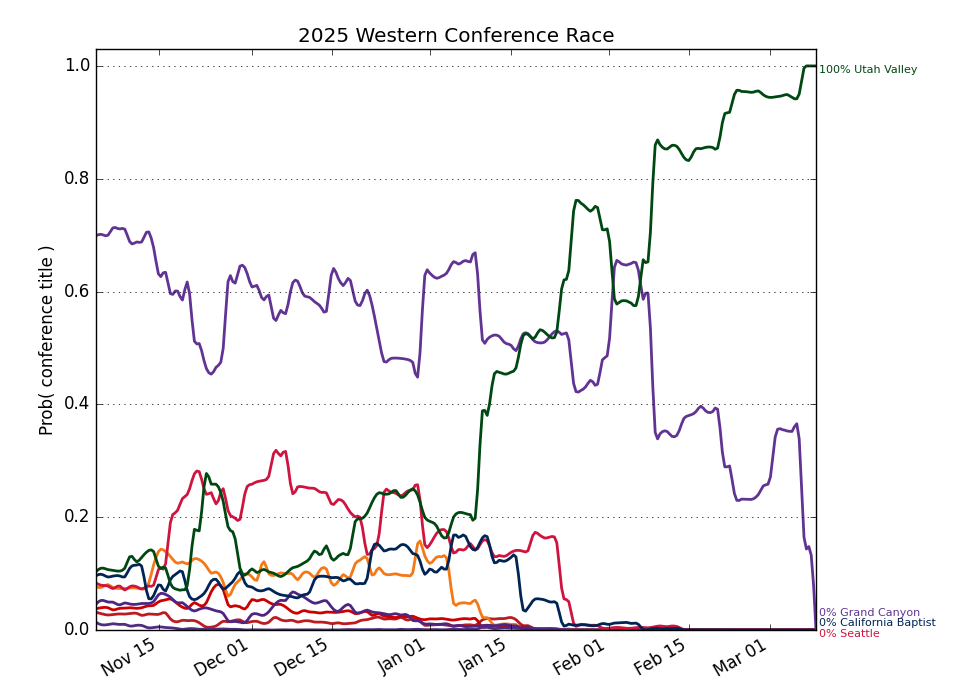 2025 Western Conference Race
1.0
0.8
0.6
0.4
0.2
0.0
Prob( conference title )
Nov 15
Dec 01
Dec 15
Jan 01
Jan 15
Feb 01
Feb 15
Mar 01
100% Utah Valley
0% Grand Canyon
0% California Baptist
0% Seattle